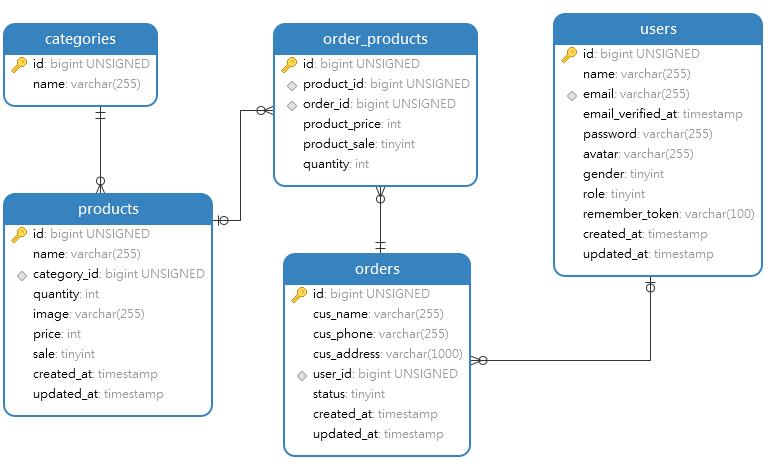 categories
id: bigint UNSIGNED
name: varchar(255)
order_products
id: bigint UNSIGNED
product_id: bigint UNSIGNED
order_id: bigint UNSIGNED
product_price: int
product_sale: tinyint
quantity: int
users
id: bigint UNSIGNED
name: varchar(255)
email: varchar(255)
email_verified_at: timestamp
password: varchar(255)
avatar: varchar(255)
gender: tinyint
role: tinyint
remember_token: varchar(100)
created_at: timestamp
updated_at: timestamp
products
id: bigint UNSIGNED
name: varchar(255)
category_id: bigint UNSIGNED
quantity: int
image: varchar(255)
price: int
sale: tinyint
created_at: timestamp
updated_at: timestamp
orders
id: bigint UNSIGNED
cus_name: varchar(255)
cus_phone: varchar(255)
cus_address: varchar(1000)
user_id: bigint UNSIGNED
status: tinyint
created_at: timestamp
updated_at: timestamp